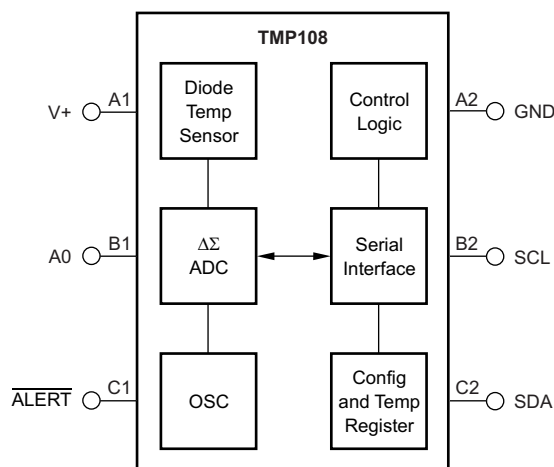 TMP108
V+
A1
Diode
Temp
Sensor
Control
Logic
A2
GND
A0
B1
ΔΣ
ADC
Serial
Interface
B2
SCL
ALERT
C1
OSC
Config
and Temp
Register
C2
SDA